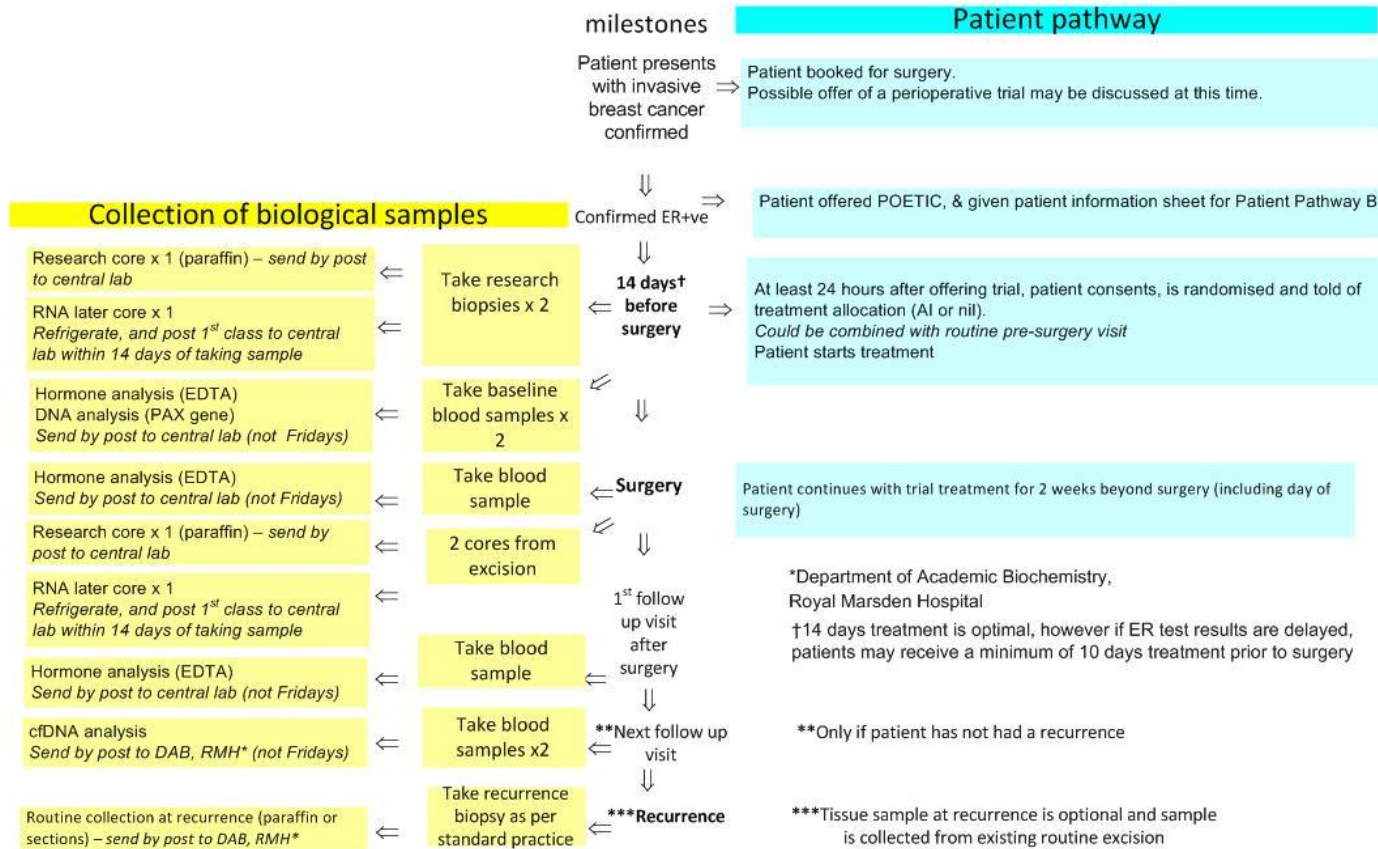 milestones
Patient pathway
Patient presents
with invasive
breast cancer
confirmed
⇒
Patient booked for surgery.
Possible offer of a perioperative trial may be discussed at this time.
⇓
Collection of biological samples
Confirmed ER+ve
⇒
Patient offered POETIC, & given patient information sheet for Patient Pathway B
⇓
Research core x 1 (paraffin) – send by post
to central lab
⇐
RNA later core x 1
Refrigerate, and post 1st class to central
lab within 14 days of taking sample
⇐
Take research
biopsies x 2
⇐
14 days†
before
surgery
⇒
At least 24 hours after offering trial, patient consents, is randomised and told of
treatment allocation (AI or nil).
Could be combined with routine pre-surgery visit
Patient starts treatment
Hormone analysis (EDTA)
DNA analysis (PAX gene)
Send by post to central lab (not Fridays)
⇐
Take baseline
blood samples x
2
⇓
Hormone analysis (EDTA)
Send by post to central lab (not Fridays)
⇐
Take blood
sample
⇐
Surgery
Patient continues with trial treatment for 2 weeks beyond surgery (including day of
surgery)
Research core x 1 (paraffin) – send by
post to central lab
⇐
2 cores from
excision
⇓
RNA later core x 1
Refrigerate, and post 1st class to central
lab within 14 days of taking sample
⇐
1st follow
up visit
after
surgery
*Department of Academic Biochemistry,
Royal Marsden Hospital
†14 days treatment is optimal, however if ER test results are delayed,
patients may receive a minimum of 10 days treatment prior to surgery
Hormone analysis (EDTA)
Send by post to central lab (not Fridays)
⇐
Take blood
sample
⇐
⇓
cfDNA analysis
Send by post to DAB, RMH* (not Fridays)
⇐
Take blood
samples x2
⇐
**Next follow up
visit
**Only if patient has not had a recurrence
⇓
Routine collection at recurrence (paraffin or
sections) – send by post to DAB, RMH*
⇐
Take recurrence
biopsy as per
standard practice
⇐
***Recurrence
***Tissue sample at recurrence is optional and sample
is collected from existing routine excision